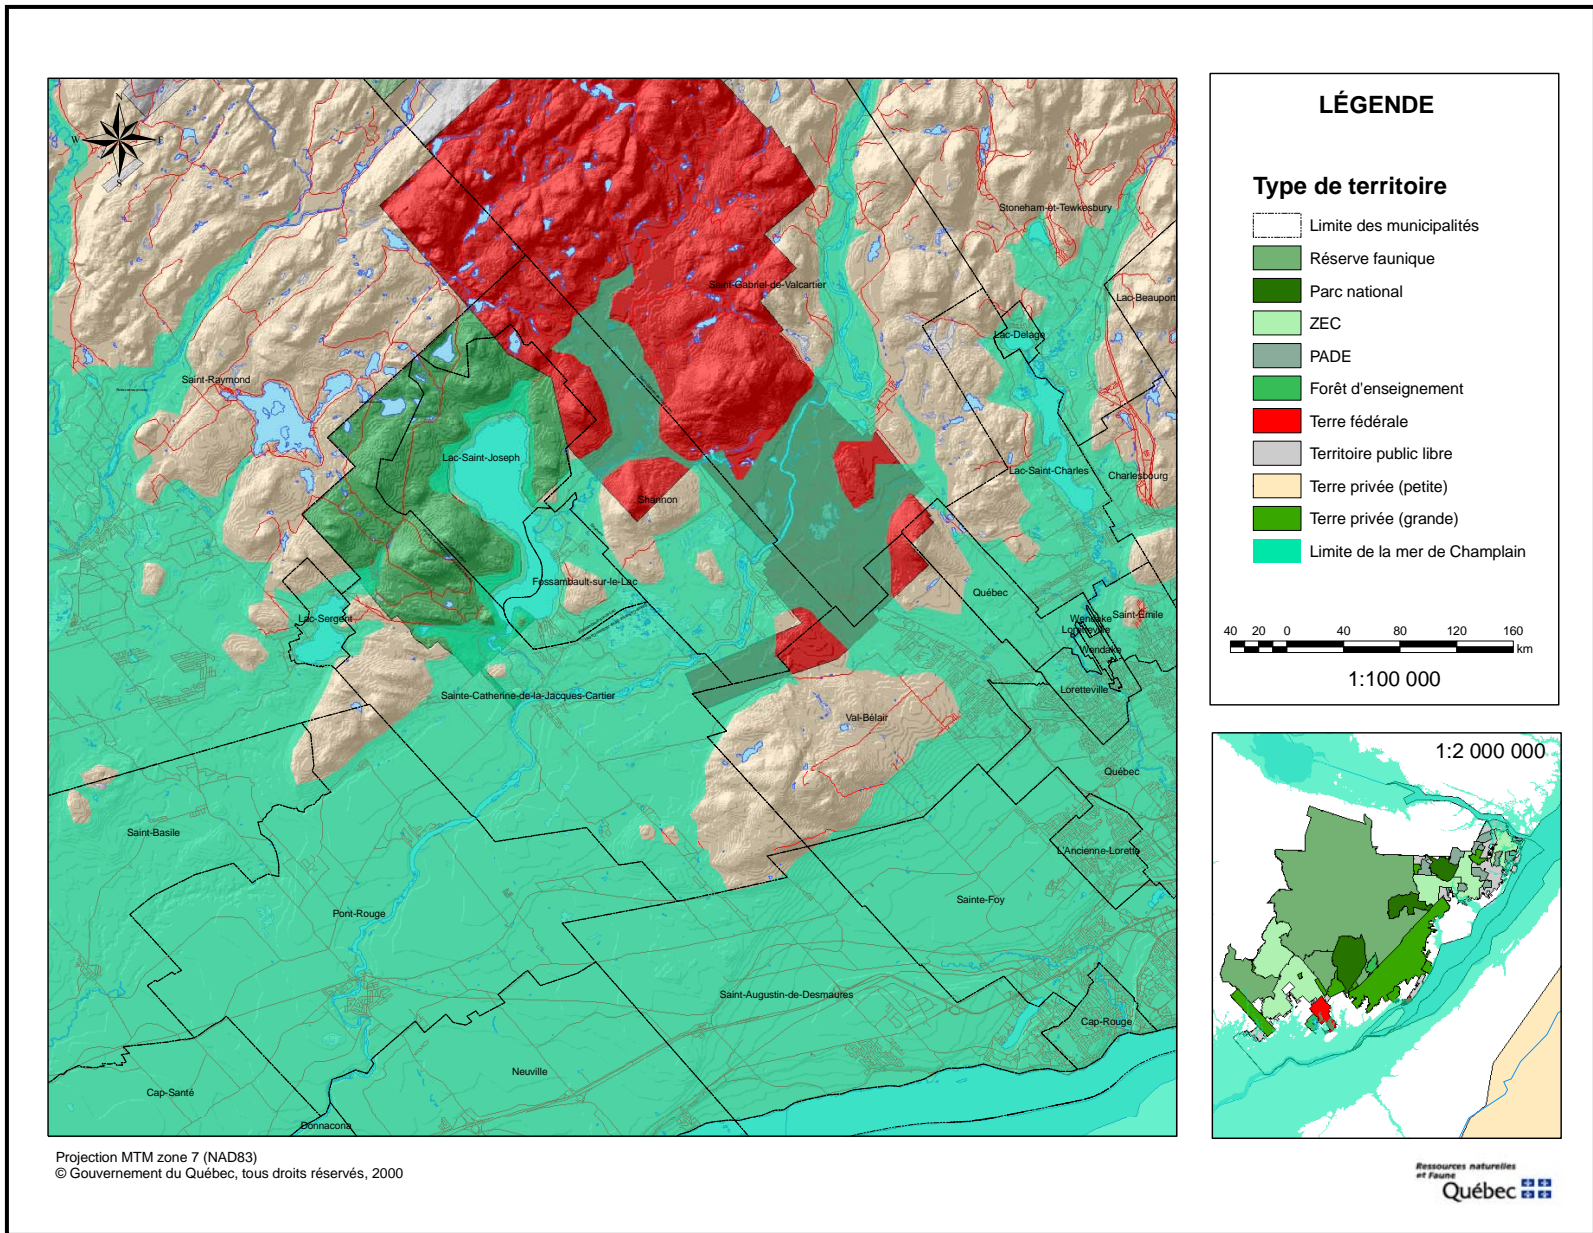 N
W
E
S
Stoneham-et-Tewkesbury
Saint-Gabriel-de-Valcartier
Lac-Beauport
Lac-Delage
Saint-Raymond
Lac-Saint-Joseph
Lac-Saint-Charles
Charlesbourg
Shannon
Fossambault-sur-le-Lac
Québec
Lac-Sergent
Wendake
Saint-Émile
Loretteville
Wendake
Loretteville
Sainte-Catherine-de-la-Jacques-Cartier
Val-Bélair
Québec
Saint-Basile
L'Ancienne-Lorette
Sainte-Foy
Pont-Rouge
Saint-Augustin-de-Desmaures
Cap-Rouge
Neuville
Cap-Santé
Donnacona
LÉGENDE
Type de territoire
Limite des municipalités
Réserve faunique
Parc national
ZEC
PADE
Forêt d'enseignement
Terre fédérale
Territoire public libre
Terre privée (petite)
Terre privée (grande)
Limite de la mer de Champlain
40 20 0 40 80 120 160
km
1:100 000
1:2 000 000
Projection MTM zone 7 (NAD83)
© Gouvernement du Québec, tous droits réservés, 2000
Ressources naturelles
et Faune
Québec